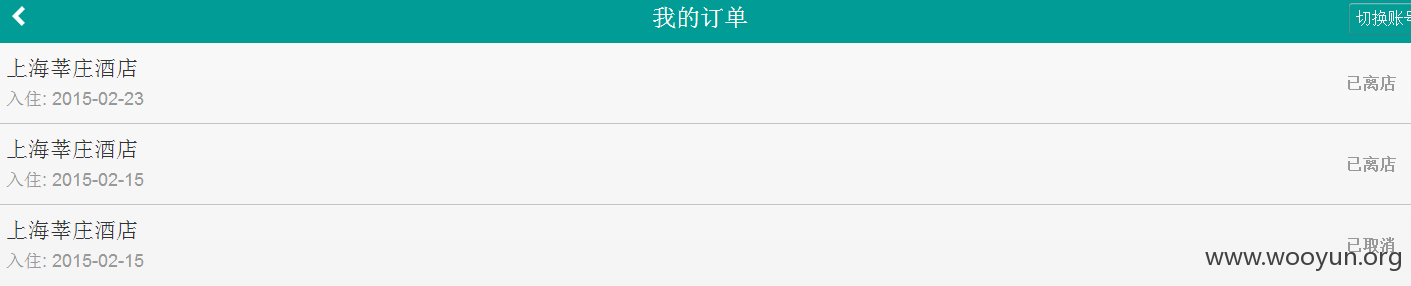 我的订单
切换账号
上海莘庄酒店
入住: 2015-02-23
已离店
上海莘庄酒店
入住: 2015-02-15
已离店
上海莘庄酒店
入住: 2015-02-15
已取消
www.wooyun.org